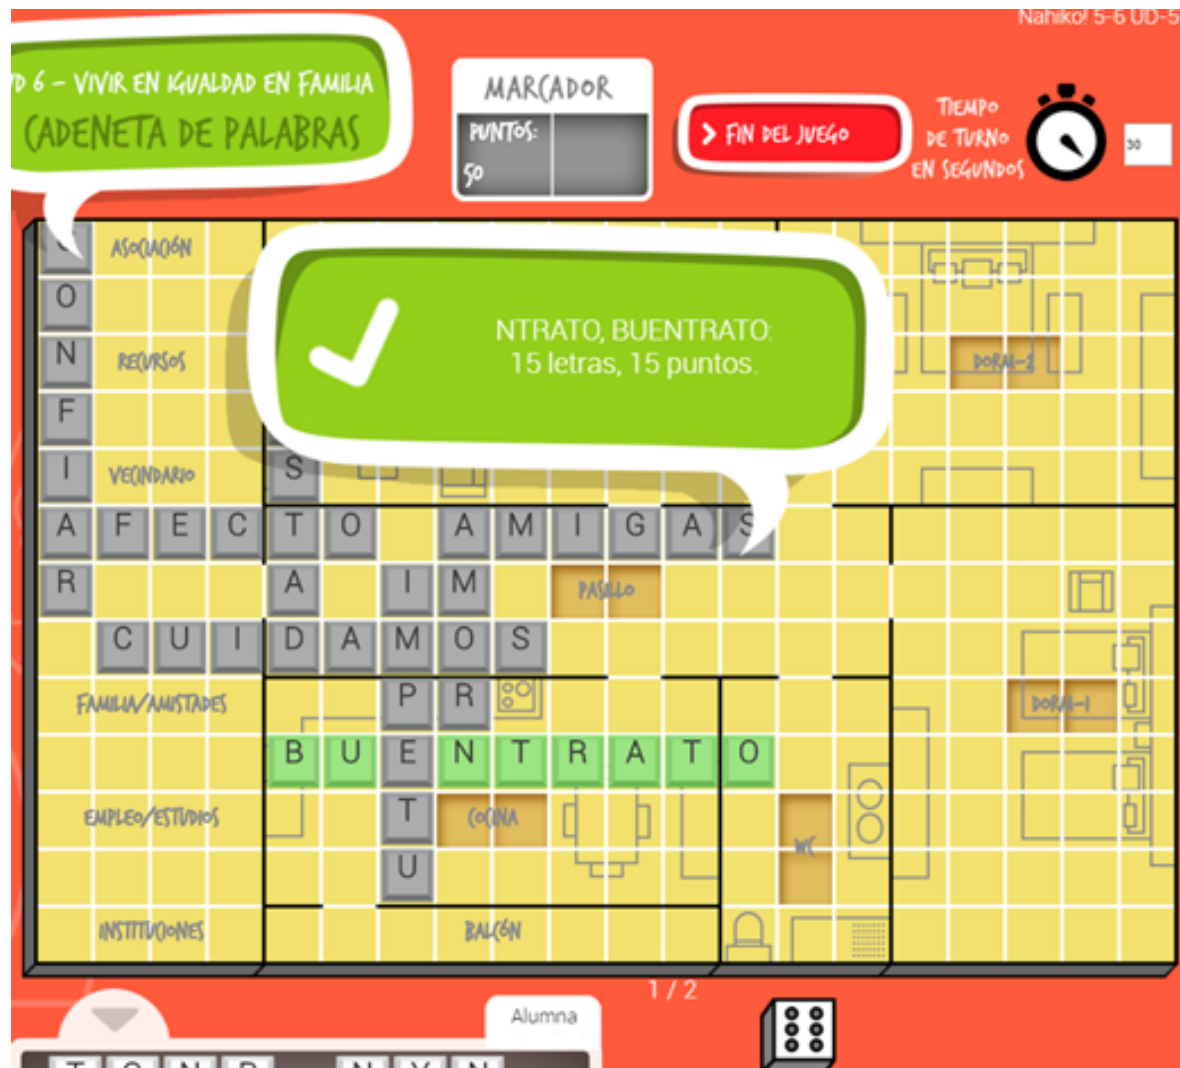 Nahiko! 5-6 UD-5
UD 6 – VIVIR EN IGUALDAD EN FAMILIA
CADENETA DE PALABRAS
MARCADOR
PUNTOS:
50
> FIN DEL JUEGO
TIEMPO
DE TURNO
EN SEGUNDOS
30
ASOCIACIÓN
O
NTRATO, BUENTRATO:
15 letras, 15 puntos.
N RECURSOS
DORM-2
F
I VECINDARIO S
A F E C T O A M I G A S
R A I M PASILLO
C U I D A M O S
FAMILIA/AMISTADES P R DORM-1
B U E N T R A T O
EMPLEO/ESTUDIOS T COCINA WC
U
INSTITUCIONES BALCÓN
1 / 2
Alumna